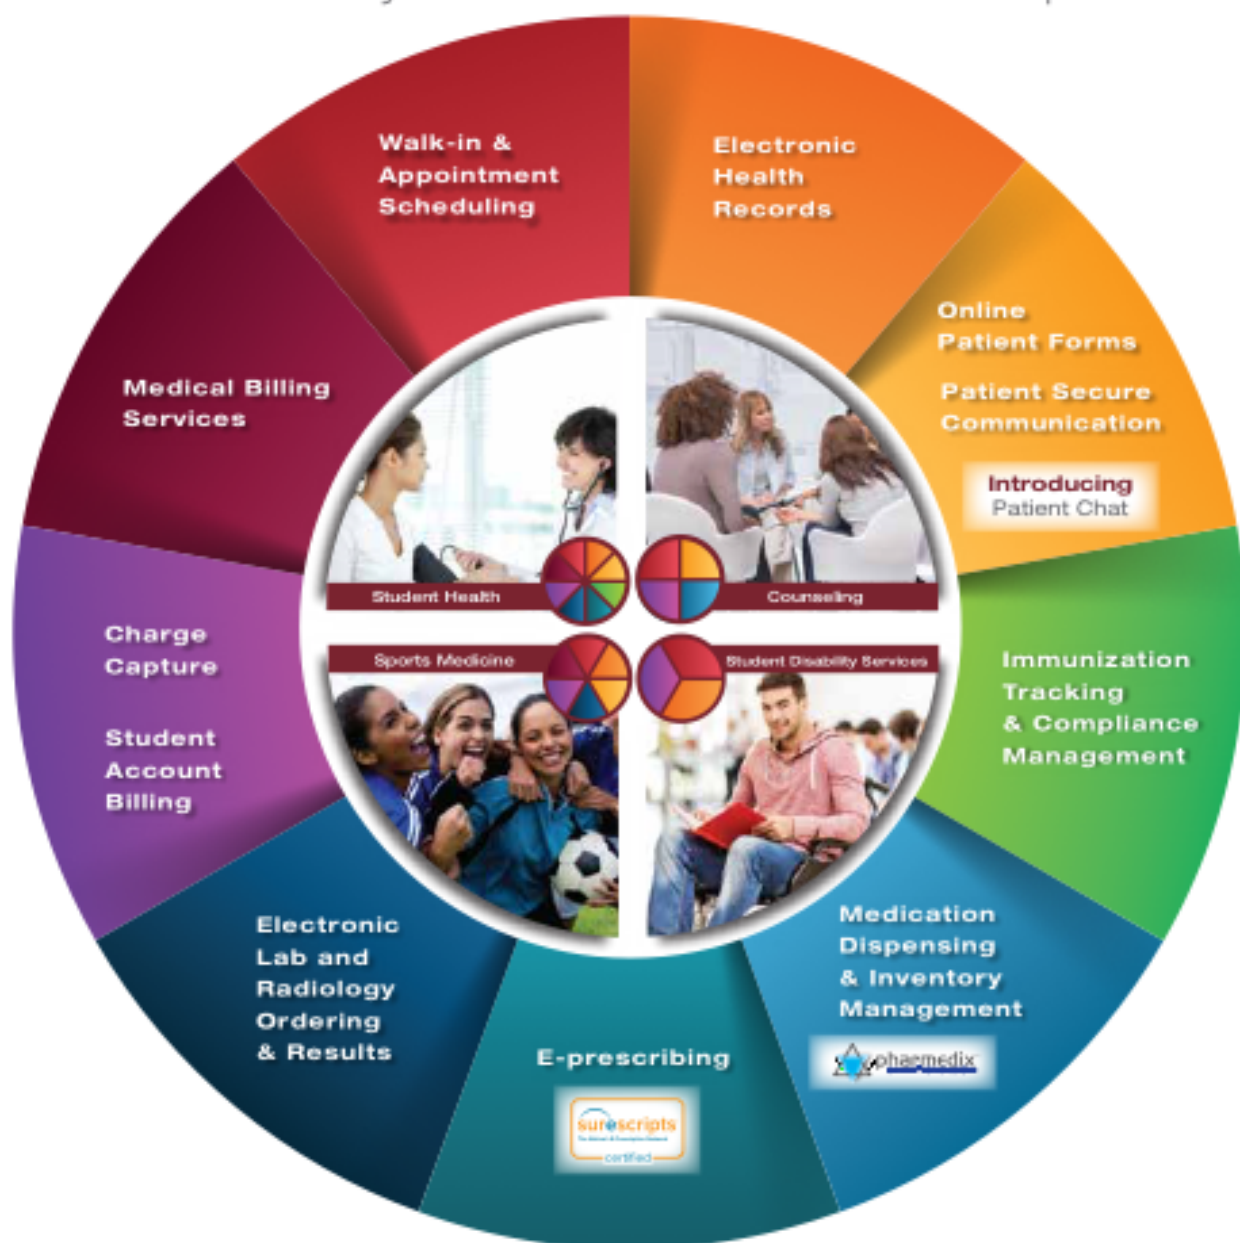 Walk-in &
Appointment
Scheduling
Electronic
Health
Records
Online
Patient Forms
Patient Secure
Communication
Introducing
Patient Chat
Medical Billing
Services
Student Health
Counseling
Sports Medicine
Student Disability Services
Charge
Capture
Student
Account
Billing
Immunization
Tracking
& Compliance
Management
Electronic
Lab and
Radiology
Ordering
& Results
Medication
Dispensing
& Inventory
Management
pharmedix
E-prescribing
surescripts
certified